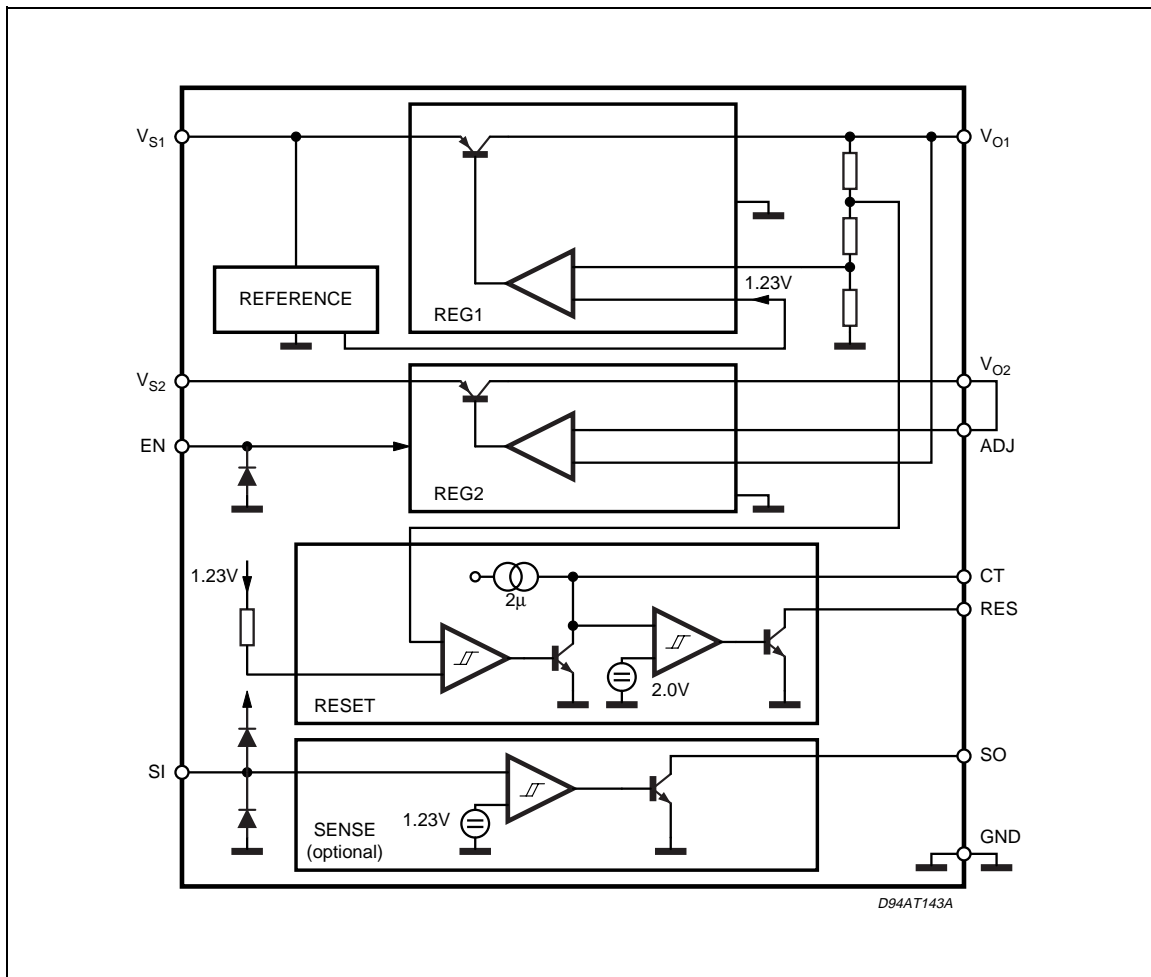 VS1
VO1
1.23V
REFERENCE
REG1
VS2
VO2
EN
ADJ
REG2
1.23V
CT
2μ
RES
2.0V
RESET
SI
SO
1.23V
SENSE
(optional)
GND
D94AT143A